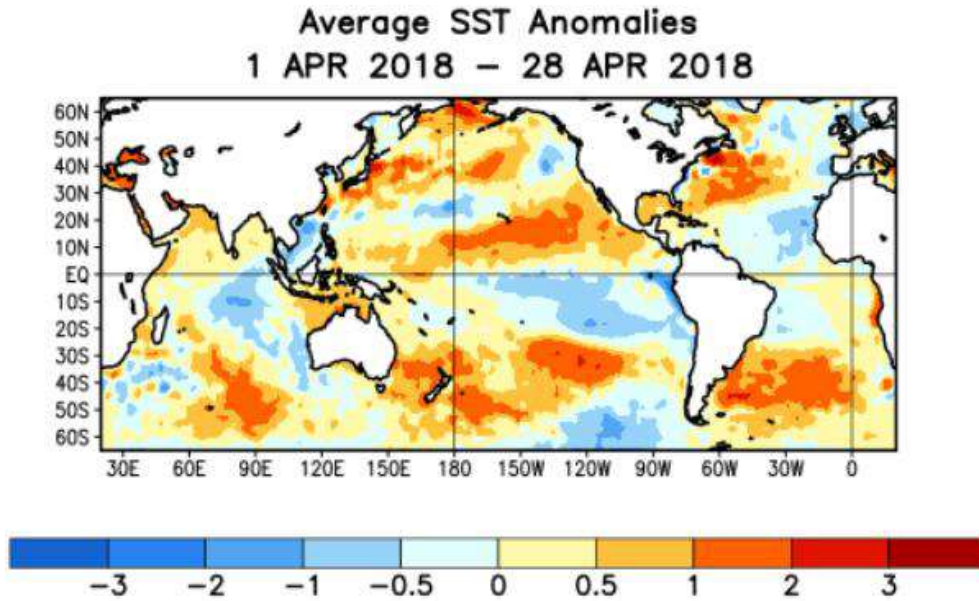 Average SST Anomalies
1 APR 2018 – 28 APR 2018
60N
50N
40N
30N
20N
10N
EQ
10S
20S
30S
40S
50S
60S
30E 60E 90E 120E 150E 180 150W 120W 90W 60W 30W 0
-3 -2 -1 -0.5 0 0.5 1 2 3